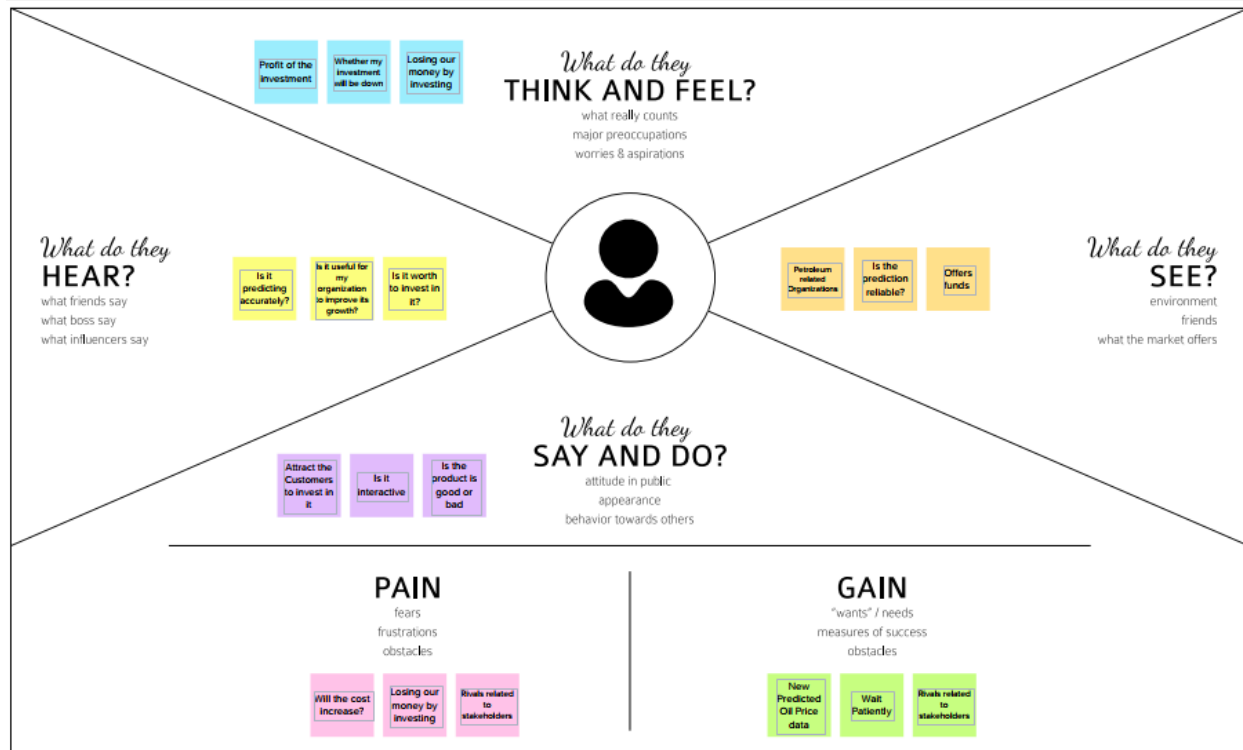 Profit of the
investment
Whether my
investment
will be down
Losing our
money by
investing
What do they
THINK AND FEEL?
what really counts
major preoccupations
worries & aspirations
What do they
HEAR?
what friends say
what boss say
what influencers say
Is it
predicting
accurately?
Is it useful for
my
organization
to improve its
growth?
Is it worth
to invest in
it?
Petroleum
related
Organizations
Is the
prediction
reliable?
Offers
funds
What do they
SEE?
environment
friends
what the market offers
What do they
SAY AND DO?
attitude in public
appearance
behavior towards others
Attract the
Customers
to invest in
it
Is it
interactive
Is the
product is
good or
bad
PAIN
fears
frustrations
obstacles
Will the cost
increase?
Losing our
money by
investing
Rivals related
to
stakeholders
GAIN
"wants" / needs
measures of success
obstacles
New
Predicted
Oil Price
data
Wait
Patiently
Rivals related
to
stakeholders